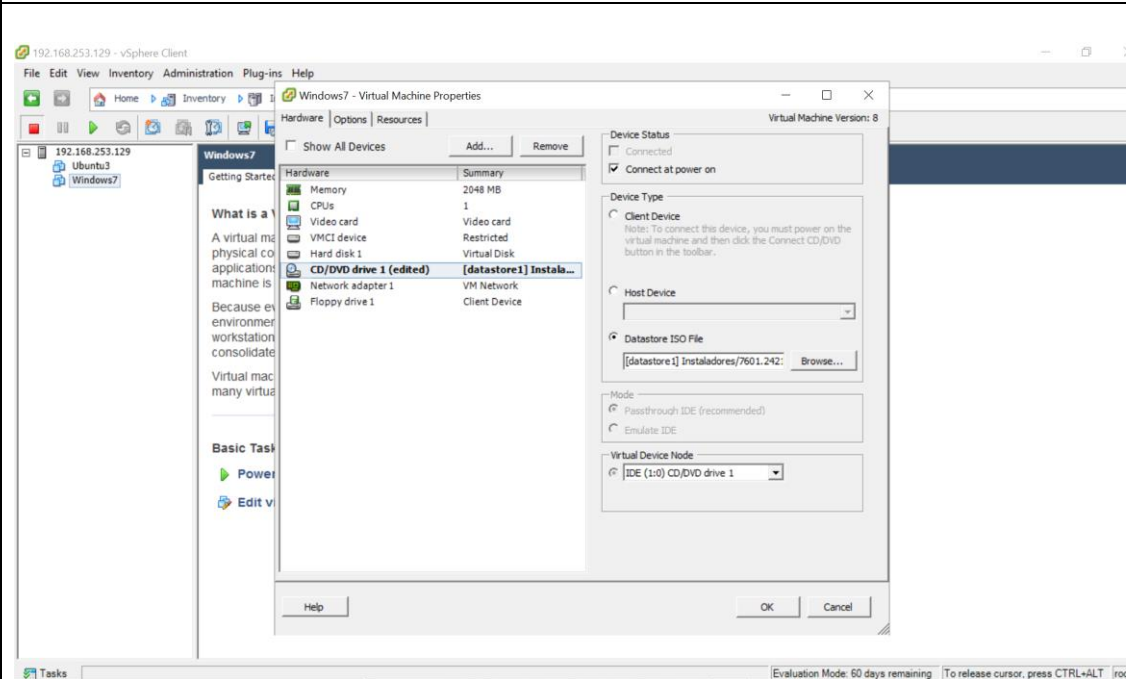 192.168.253.129 - vSphere Client
File Edit View Inventory Administration Plug-ins Help
Home Inventory
192.168.253.129
Ubuntu3
Windows7
Windows7
Getting Started
What is a
A virtual
physical
applications
machine is
Because
workstation
consolidate
Virtual
many
Basic
Edit
Windows7 - Virtual Machine Properties
Hardware Options Resources
Virtual Machine Version: 8
Show All Devices
Add... Remove
Hardware Summary
Memory 2048 MB
CPUs 1
Video card Video card
VMCI device Restricted
Hard disk 1 Virtual Disk
CD/DVD drive 1 (edited) [datastore1] Instala...
Network adapter 1 VM Network
Floppy drive 1 Client Device
Device Status
Connected
Connect at power on
Device Type
Client Device
Note: To connect this device, you must power on the
virtual machine and then click the Connect CD/DVD
button in the toolbar.
Host Device
Datastore ISO File
[datastore1] Instaladores/7601.242
Browse...
Mode
Passthrough IDE (recommended)
Emulate IDE
Virtual Device Node
IDE (1:0) CD/DVD drive 1
Help
OK Cancel
Tasks
Evaluation Mode: 60 days remaining
To release cursor, press CTRL+ALT